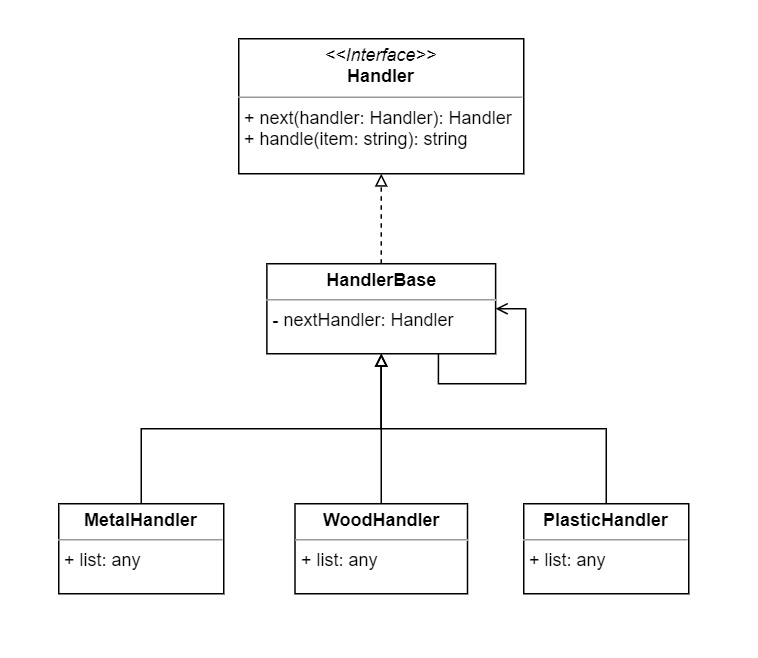 <<Interface>>
Handler
+ next(handler: Handler): Handler
+ handle(item: string): string
HandlerBase
- nextHandler: Handler
MetalHandler
+ list: any
WoodHandler
+ list: any
PlasticHandler
+ list: any